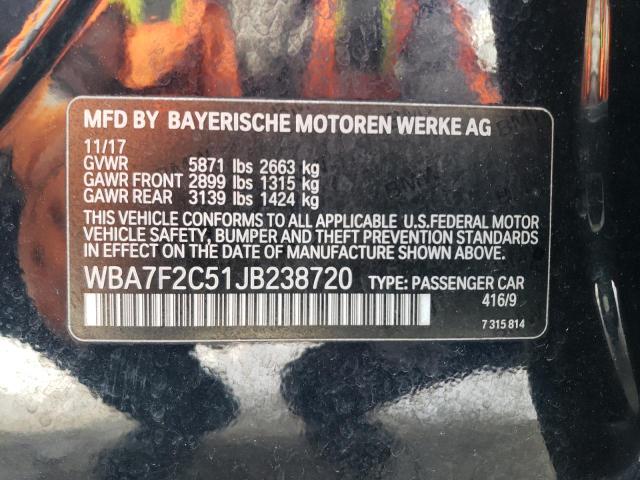 MFD BY BAYERISCHE MOTOREN WERKE AG
11/17
GVWR 5871 lbs 2663 kg
GAWR FRONT 2899 lbs 1315 kg
GAWR REAR 3139 lbs 1424 kg
THIS VEHICLE CONFORMS TO ALL APPLICABLE U.S.FEDERAL MOTOR
VEHICLE SAFETY, BUMPER AND THEFT PREVENTION STANDARDS
IN EFFECT ON THE DATE OF MANUFACTURE SHOWN ABOVE.
WBA7F2C51JB238720 TYPE: PASSENGER CAR
416/9
7 315 814